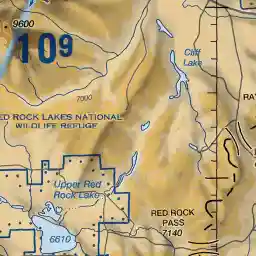 9600
109
Cliff
Lake
7000
RED ROCK LAKES NATIONAL
WILDLIFE REFUGE
Upper Red
Rock Lake
RED ROCK
PASS
7140
6610